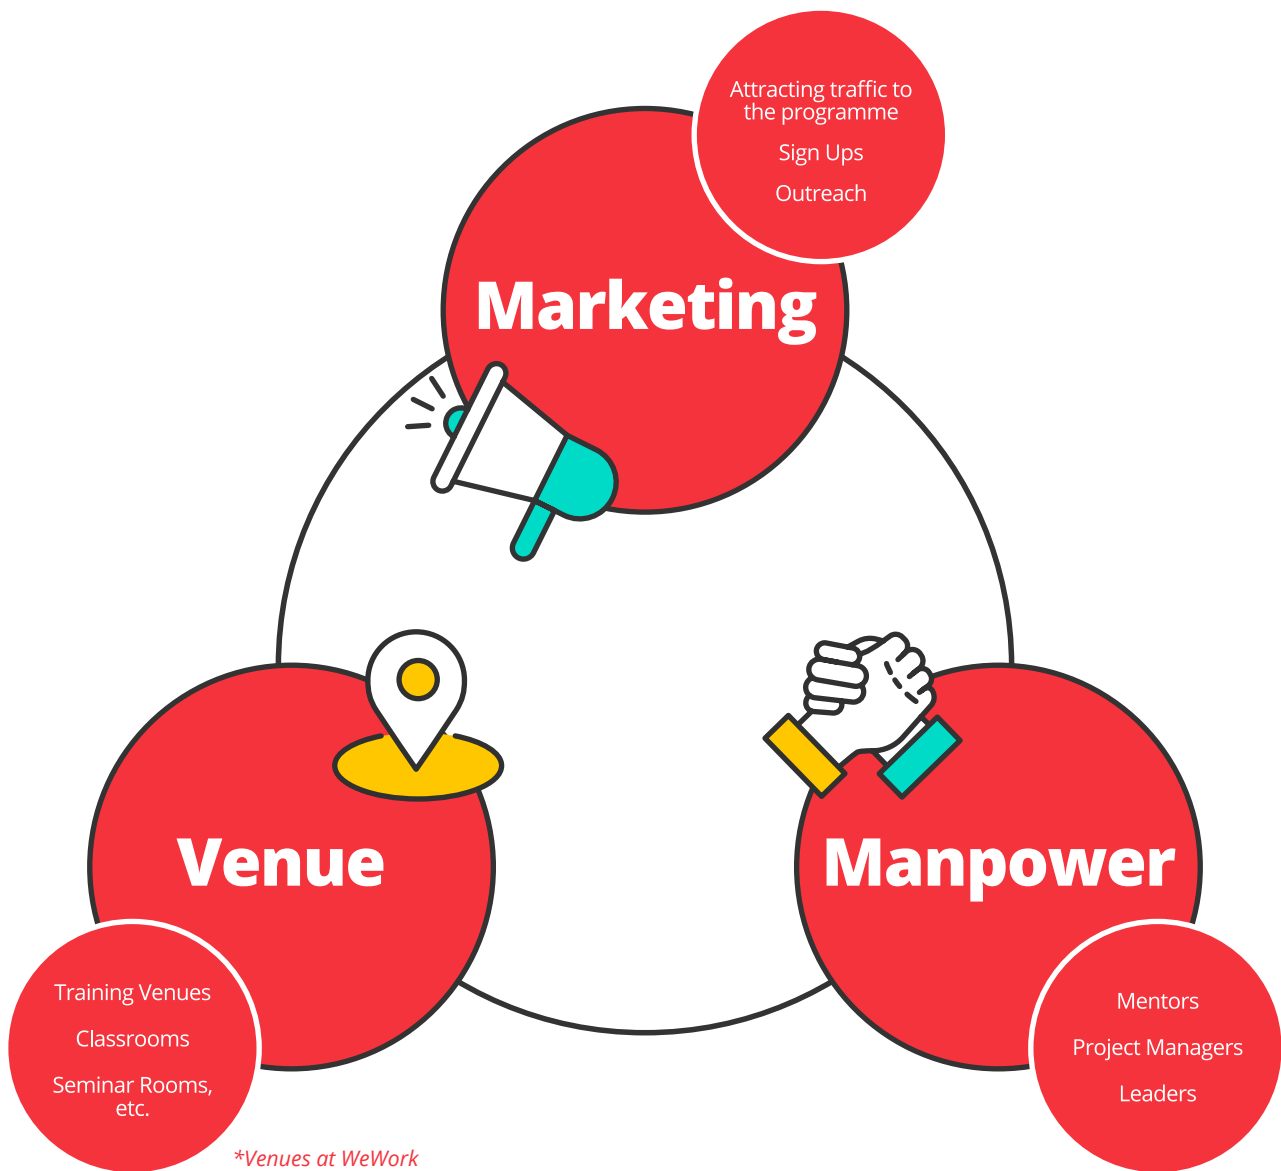 Attracting traffic to
the programme
Sign Ups
Outreach
Marketing
Venue
Training Venues
Classrooms
Seminar Rooms,
etc.
*Venues at WeWork
Manpower
Mentors
Project Managers
Leaders